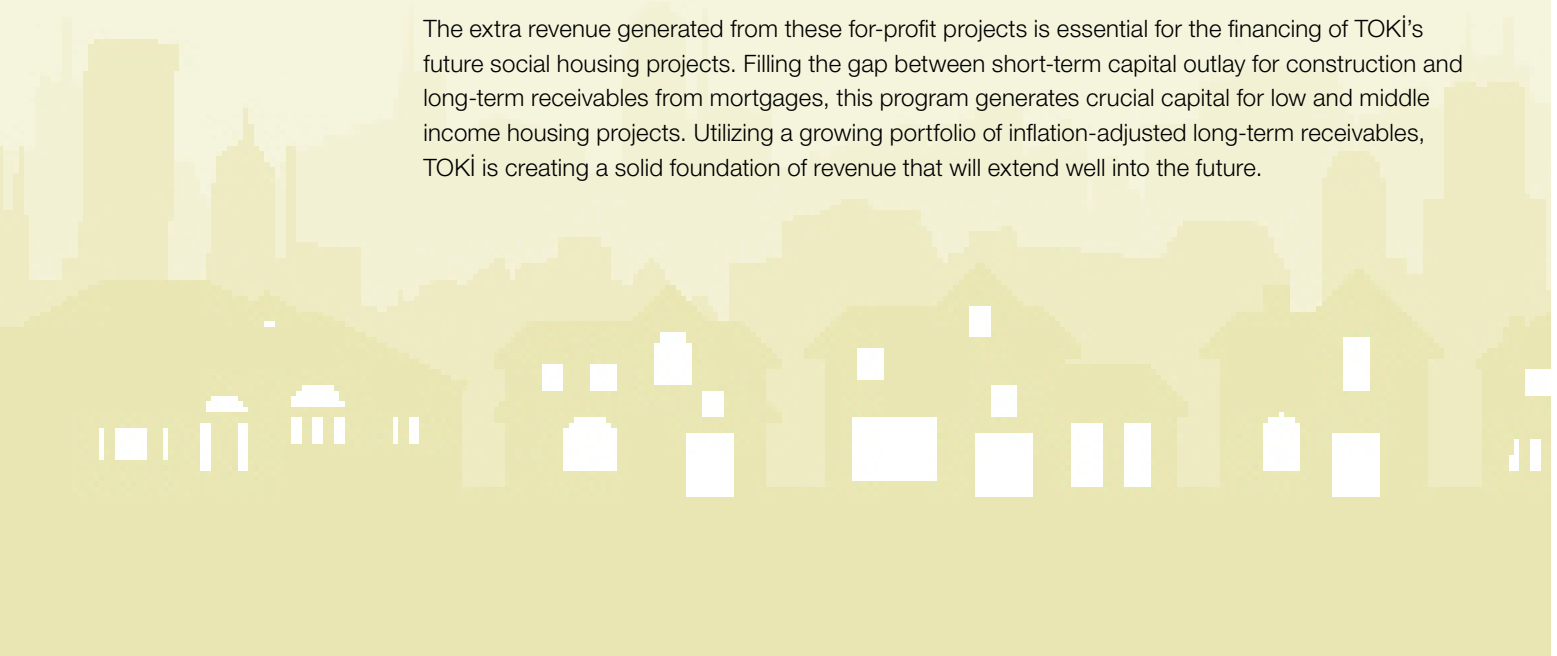 The extra revenue generated from these for-profit projects is essential for the financing of TOKİ’s
future social housing projects. Filling the gap between short-term capital outlay for construction and
long-term receivables from mortgages, this program generates crucial capital for low and middle
income housing projects. Utilizing a growing portfolio of inflation-adjusted long-term receivables,
TOKİ is creating a solid foundation of revenue that will extend well into the future.